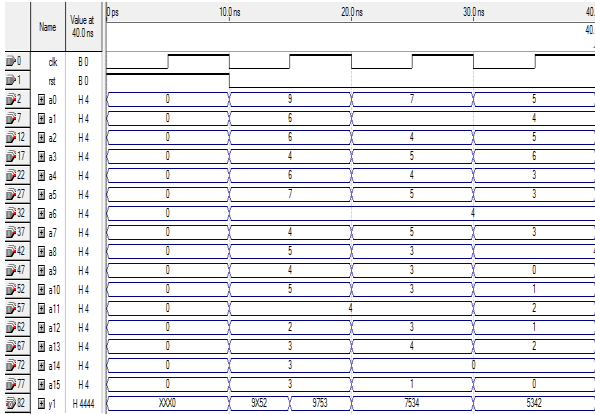 0 ps 10.0 ns 20.0 ns 30.0 ns 40.
Name Value at 40.0 ns 40.
0 clk B 0
1 rst B 0
2 a0 H 4 0 9 7 5
7 a1 H 4 0 6 4
12 a2 H 4 0 6 4 5
17 a3 H 4 0 4 5 6
22 a4 H 4 0 6 4 3
27 a5 H 4 0 7 5 3
32 a6 H 4 0 4
37 a7 H 4 0 4 5 3
42 a8 H 4 0 5 3
47 a9 H 4 0 4 3 0
52 a10 H 4 0 5 3 1
57 a11 H 4 0 4 2
62 a12 H 4 0 2 3 1
67 a13 H 4 0 3 4 2
72 a14 H 4 0 3 0
77 a15 H 4 0 3 1 0
82 y1 H 4444 XXX0 9X52 9753 7534 5342